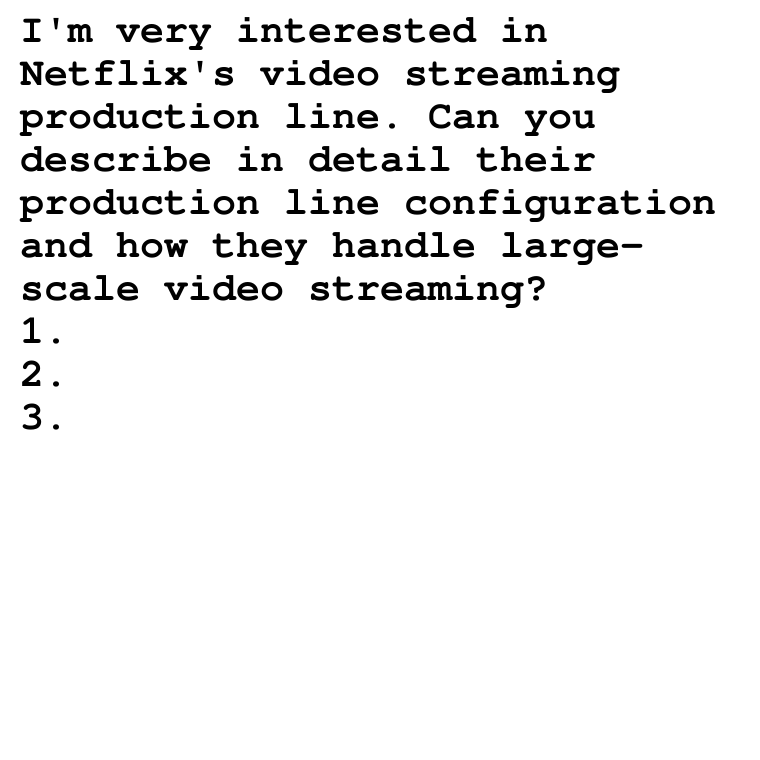 I'm very interested in
Netflix's video streaming
production line. Can you
describe in detail their
production line configuration
and how they handle large-
scale video streaming?
1.
2.
3.